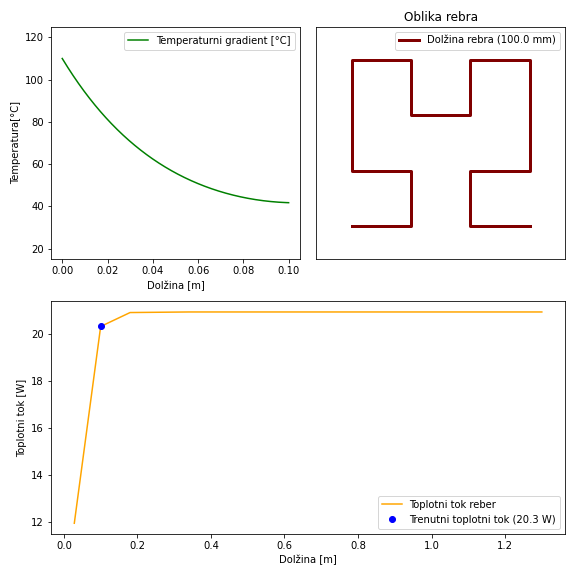 Oblika rebra
Temperaturni gradient [°C]
Dolžina rebra (100.0 mm)
Temperatura[°C]
120
100
80
60
40
20
0.00 0.02 0.04 0.06 0.08 0.10
Dolžina [m]
Toplotni tok [W]
20
18
16
14
12
Toplotni tok reber
Trenutni toplotni tok (20.3 W)
0.0 0.2 0.4 0.6 0.8 1.0 1.2
Dolžina [m]